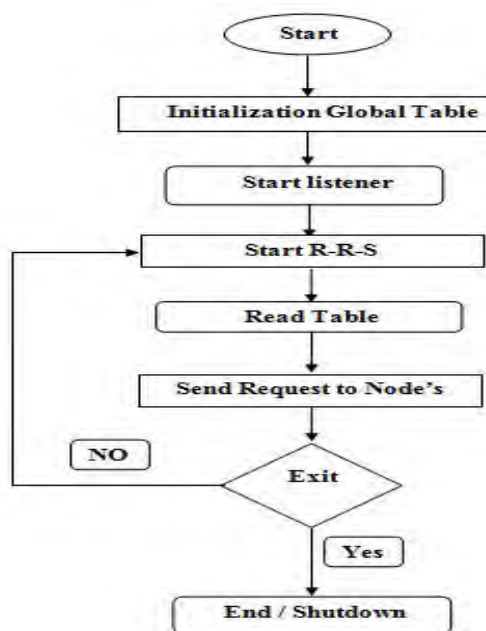 Start
Initialization Global Table
Start listener
Start R-R-S
Read Table
Send Request to Node's
NO
Exit
Yes
End / Shutdown